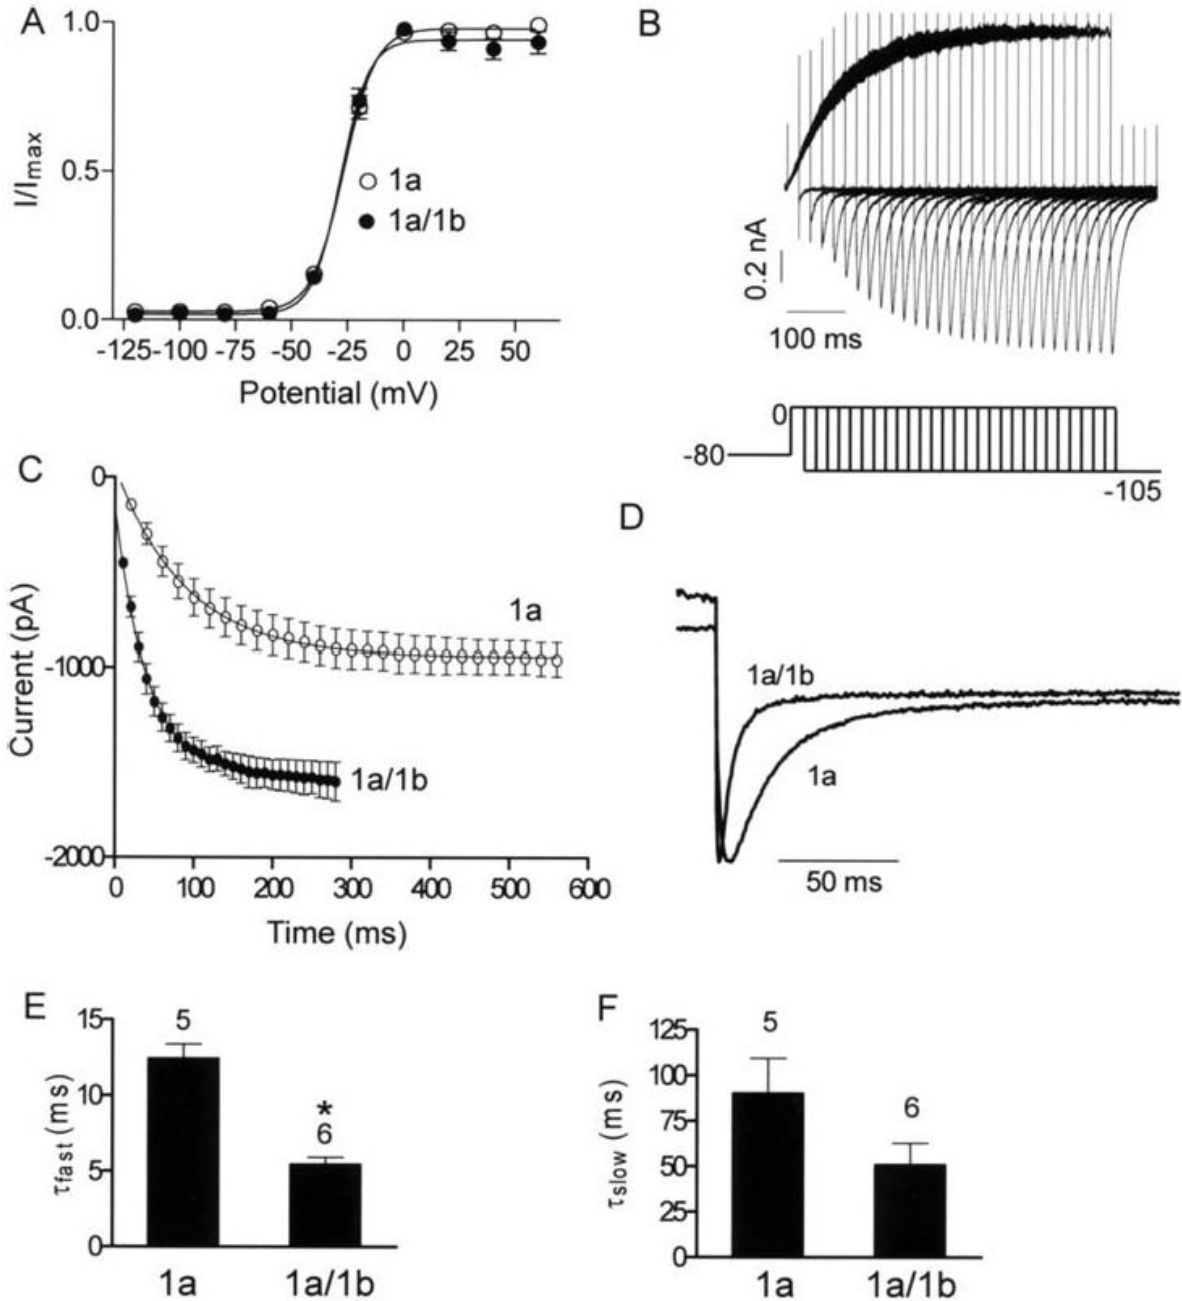 A
1.0
I/Imax
0.5
1a
1a/1b
0.0
-125 -100 -75 -50 -25 0 25 50
Potential (mV)
B
0.2 nA
100 ms
0
-80
-105
C
0
Current (pA)
1a
-1000
1a/1b
-2000
0 100 200 300 400 500 600
Time (ms)
D
1a/1b
1a
50 ms
E
15
5
τfast (ms)
10
*
6
5
0
1a 1a/1b
F
125
5
τslow (ms)
100
75
6
50
25
0
1a 1a/1b